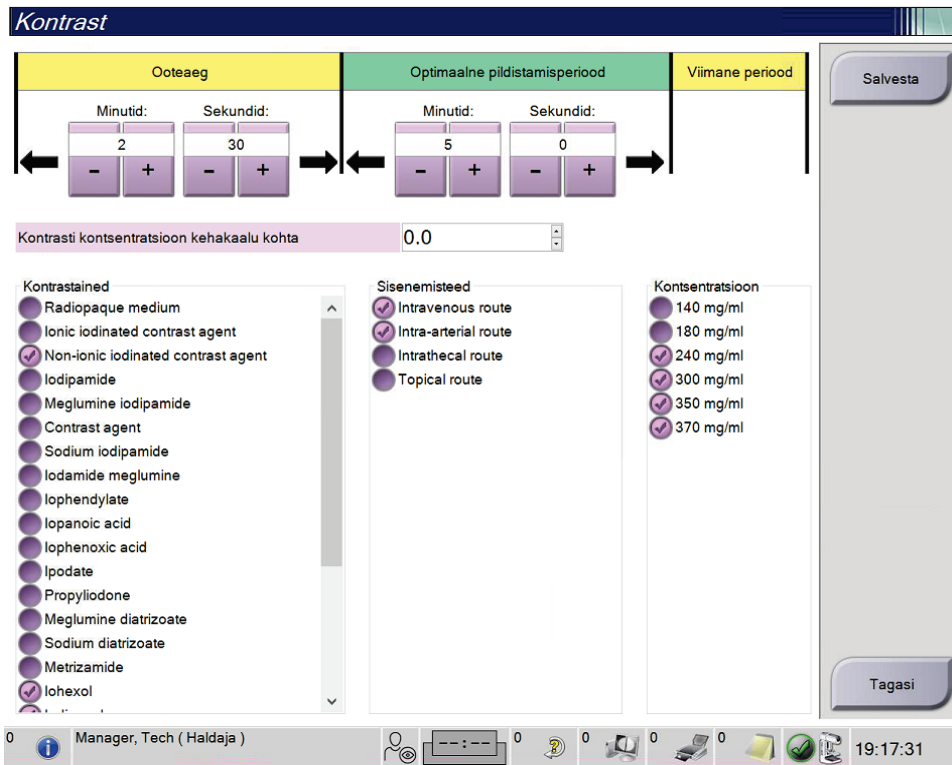 Kontrast
Ooteaeg
Optimaalne pildistamisperiood
Viimane periood
Salvesta
Minutid:
Sekundid:
Minutid:
Sekundid:
2
30
5
0
- + - + - + - +
Kontrasti kontsentratsioon kehakaalu kohta
0.0
Kontrastained
Radiopaque medium
Ionic iodinated contrast agent
Non-ionic iodinated contrast agent
Iodipamide
Meglumine iodipamide
Contrast agent
Sodium iodipamide
Iodamide meglumine
Iophendylate
Iopanoic acid
Iophenoxic acid
Ipodate
Propyliodone
Meglumine diatrizoate
Sodium diatrizoate
Metrizamide
Iohexol
Sisenemisteed
Intravenous route
Intra-arterial route
Intrathecal route
Topical route
Kontsentratsioon
140 mg/ml
180 mg/ml
240 mg/ml
300 mg/ml
350 mg/ml
370 mg/ml
Tagasi
0
Manager, Tech ( Haldaja )
--:--
0
0
0
0
19:17:31